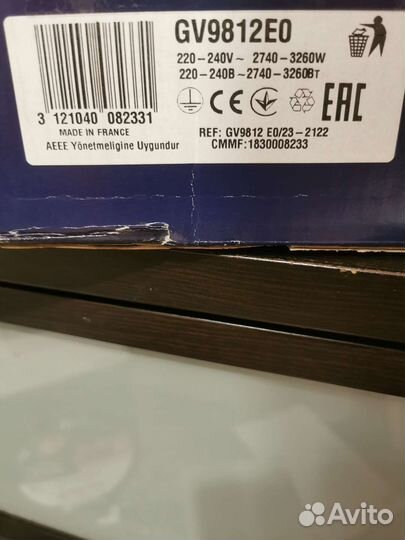 GV9812E0
220-240V~ 2740-3260W
220-240В~2740-3260Вт
CE
EAC
3 121040 082331
MADE IN FRANCE
AEEE Yönetmeligine Uygundur
REF: GV9812 E0/23-2122
CMMF:1830008233
Avito